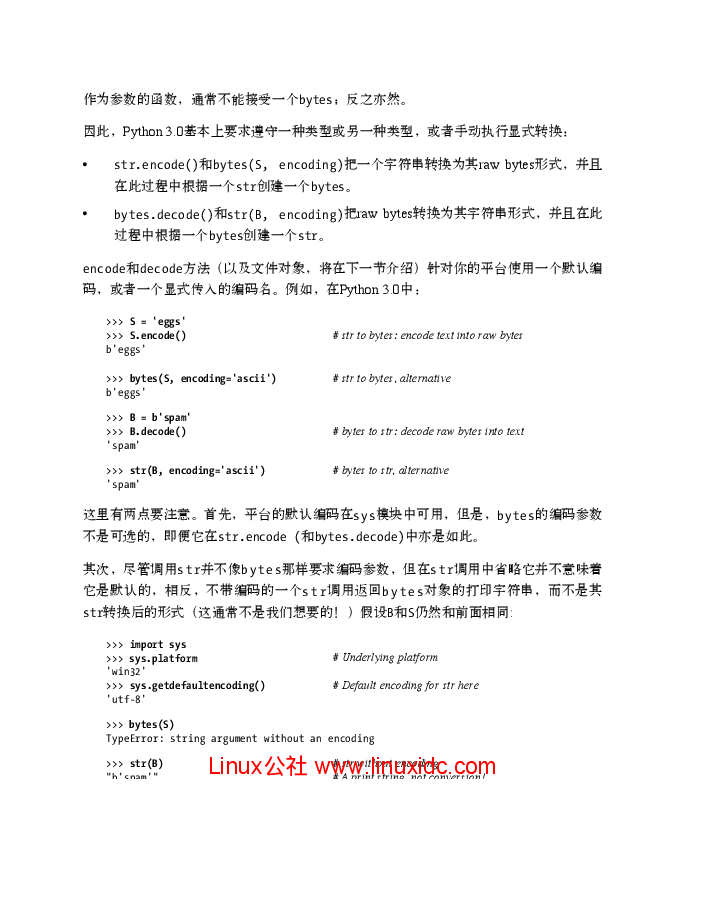 作为参数的函数，通常不能接受一个bytes；反之亦然。
因此，Python 3.0基本上要求遵守一种类型或另一种类型，或者手动执行显式转换：
• str.encode()和bytes(S, encoding)把一个字符串转换为其raw bytes形式，并且
在此过程中根据一个str创建一个bytes。
• bytes.decode()和str(B, encoding)把raw bytes转换为其字符串形式，并且在此
过程中根据一个bytes创建一个str。
encode和decode方法（以及文件对象，将在下一节介绍）针对你的平台使用一个默认编
码，或者一个显式传入的编码名。例如，在Python 3.0中：
>>> S = 'eggs'
>>> S.encode() # str to bytes: encode text into raw bytes
b'eggs'
>>> bytes(S, encoding='ascii') # str to bytes, alternative
b'eggs'
>>> B = b'spam'
>>> B.decode() # bytes to str: decode raw bytes into text
'spam'
>>> str(B, encoding='ascii') # bytes to str, alternative
'spam'
这里有两点要注意。首先，平台的默认编码在sys模块中可用，但是，bytes的编码参数
不是可选的，即便它在str.encode (和bytes.decode)中亦是如此。
其次，尽管调用str并不像bytes那样要求编码参数，但在str调用中省略它并不意味着
它是默认的，相反，不带编码的一个str调用返回bytes对象的打印字符串，而不是其
str转换后的形式（这通常不是我们想要的！）假设B和S仍然和前面相同：
>>> import sys
>>> sys.platform # Underlying platform
'win32'
>>> sys.getdefaultencoding() # Default encoding for str here
'utf-8'
>>> bytes(S)
TypeError: string argument without an encoding
>>> str(B) # str without encoding
Linux公社 www.linuxidc.com
"b'spam'" # A print string, not conversion!